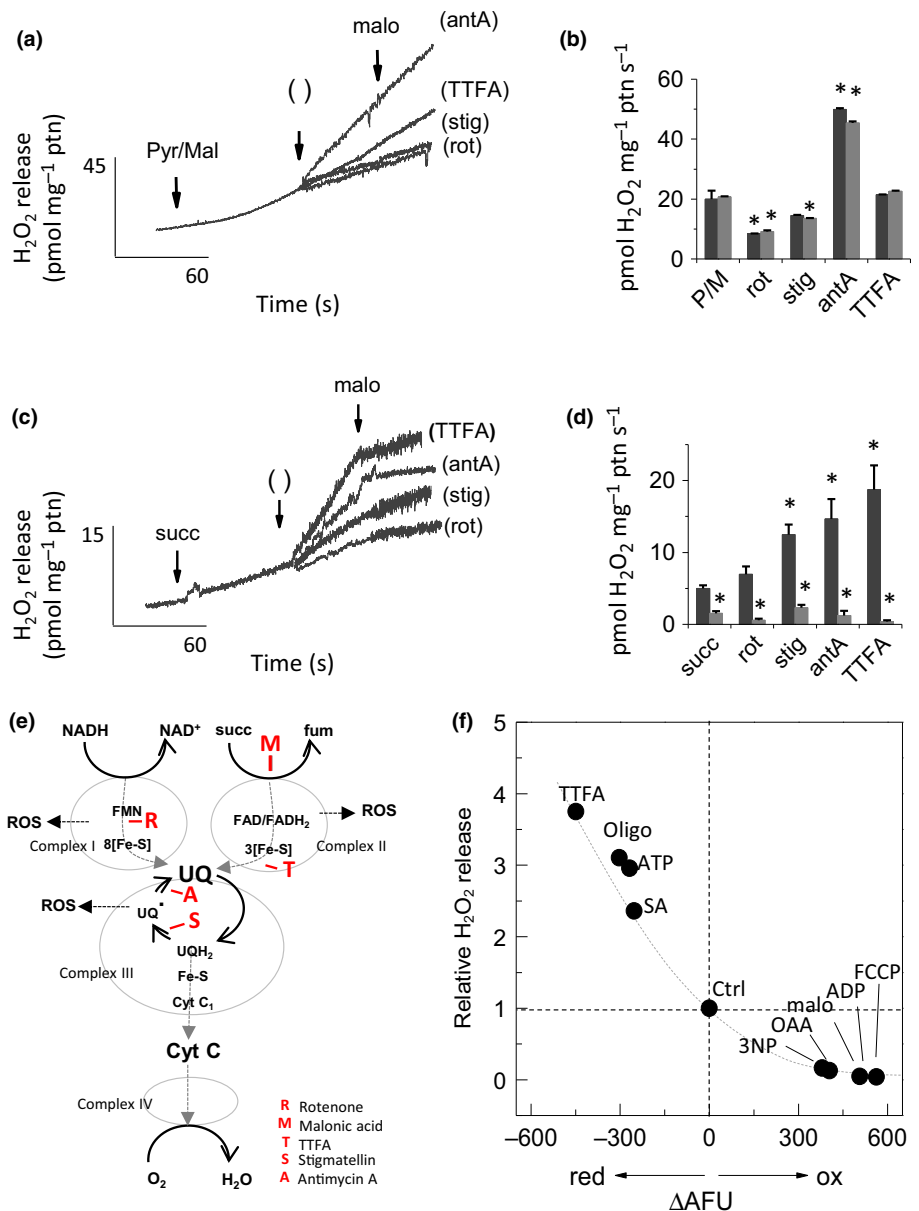 (a)
malo
(antA)
( )
(TTFA)
(stig)
(rot)
Pyr/Mal
45
H₂O₂ release
(pmol mg⁻¹ ptn)
60
Time (s)
(b)
pmol H₂O₂ mg⁻¹ ptn s⁻¹
60
40
20
0
* * * * *
P/M
rot
stig
antA
TTFA
(c)
malo
(TTFA)
( )
(antA)
(stig)
(rot)
succ
15
H₂O₂ release
(pmol mg⁻¹ ptn)
60
Time (s)
(d)
pmol H₂O₂ mg⁻¹ ptn s⁻¹
20
10
0
* * * * * * * *
succ
rot
stig
antA
TTFA
(e)
NADH
NAD⁺
succ
M
fum
FMN
R
ROS
Complex I
8[Fe-S]
FAD/FADH₂
ROS
3[Fe-S]
Complex II
T
UQ
A
ROS
UQ•
S
UQH₂
Complex III
Fe-S
Cyt C₁
Cyt C
Complex IV
O₂
H₂O
R Rotenone
M Malonic acid
T TTFA
S Stigmatellin
A Antimycin A
(f)
Relative H₂O₂ release
5
4
3
2
1
0
TTFA
Oligo
ATP
SA
Ctrl
FCCP
ADP
malo
OAA
3NP
−600
−300
0
300
600
red
ox
ΔAFU